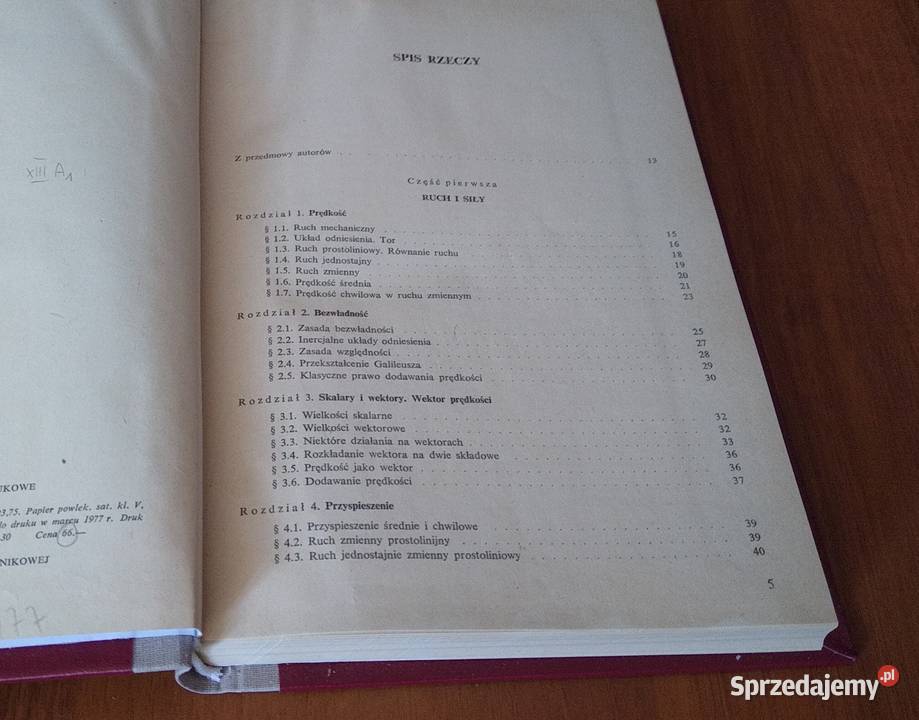 XIII A1
UKOWE
3,75. Papier powlek. sat. kl. V,
lo druku w marcu 1977 r. Druk
30 Cena 66.—
NIKOWEJ
77
SPIS RZECZY
Z przedmowy autorów 13
Część pierwsza
RUCH I SIŁY
Rozdział 1. Prędkość
§ 1.1. Ruch mechaniczny 15
§ 1.2. Układ odniesienia. Tor 16
§ 1.3. Ruch prostoliniowy. Równanie ruchu 18
§ 1.4. Ruch jednostajny 19
§ 1.5. Ruch zmienny 20
§ 1.6. Prędkość średnia 21
§ 1.7. Prędkość chwilowa w ruchu zmiennym 23
Rozdział 2. Bezwładność
§ 2.1. Zasada bezwładności 25
§ 2.2. Inercjalne układy odniesienia 27
§ 2.3. Zasada względności 28
§ 2.4. Przekształcenie Galileusza 29
§ 2.5. Klasyczne prawo dodawania prędkości 30
Rozdział 3. Skalary i wektory. Wektor prędkości
§ 3.1. Wielkości skalarne 32
§ 3.2. Wielkości wektorowe 32
§ 3.3. Niektóre działania na wektorach 33
§ 3.4. Rozkładanie wektora na dwie składowe 36
§ 3.5. Prędkość jako wektor 36
§ 3.6. Dodawanie prędkości 37
Rozdział 4. Przyspieszenie
§ 4.1. Przyspieszenie średnie i chwilowe 39
§ 4.2. Ruch zmienny prostolinijny 39
§ 4.3. Ruch jednostajnie zmienny prostoliniowy 40
5
Sprzedajemy.pl